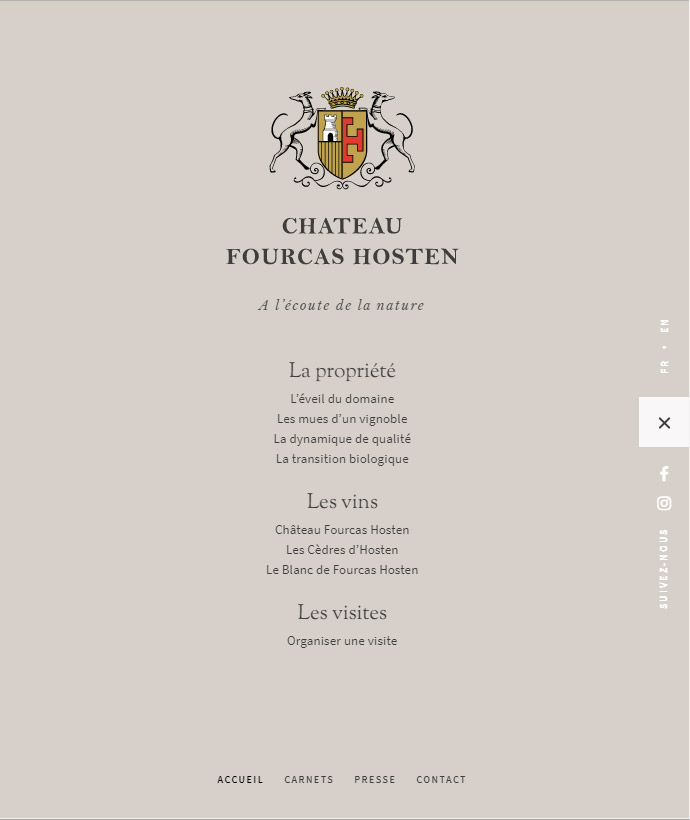 CHATEAU
FOURCAS HOSTEN
A l'écoute de la nature
La propriété
L'éveil du domaine
Les mues d'un vignoble
La dynamique de qualité
La transition biologique
Les vins
Château Fourcas Hosten
Les Cèdres d'Hosten
Le Blanc de Fourcas Hosten
Les visites
Organiser une visite
FR • EN
SUIVEZ-NOUS
ACCUEIL CARNETS PRESSE CONTACT